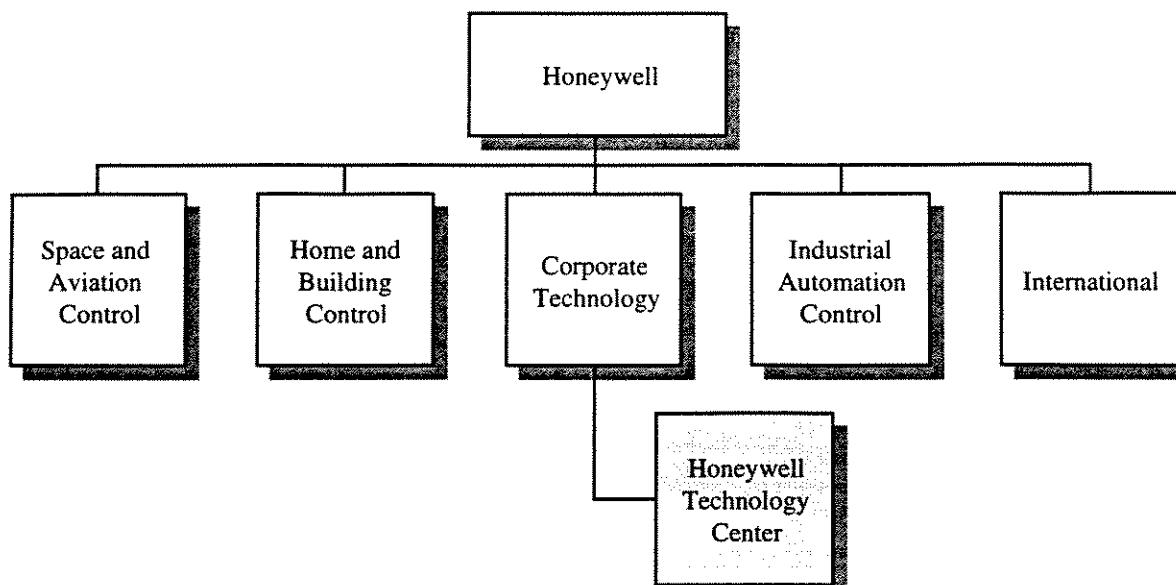 Honeywell
Space and
Aviation
Control
Home and
Building
Control
Corporate
Technology
Industrial
Automation
Control
International
Honeywell
Technology
Center